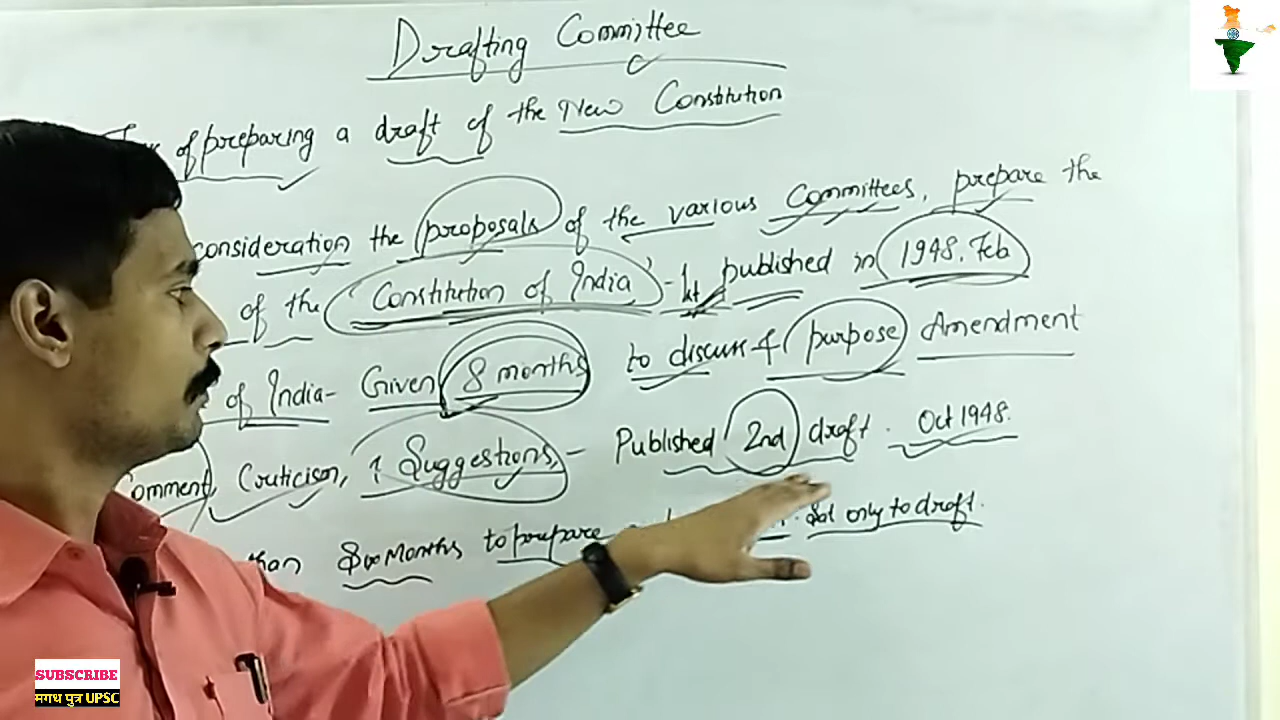 Drafting Committee
of preparing a draft of the New Constitution
consideration the proposals of the various Committees, prepare the
of the 'Constitution of India' - 1st published in 1948. Feb
of India - Given 8 months to discuss & purpose Amendment
Comment, Criticism, & Suggestions, - Published 2nd draft. Oct 1948.
than Six Months to prepare only to draft.
SUBSCRIBE
मगध पुत्र UPSC